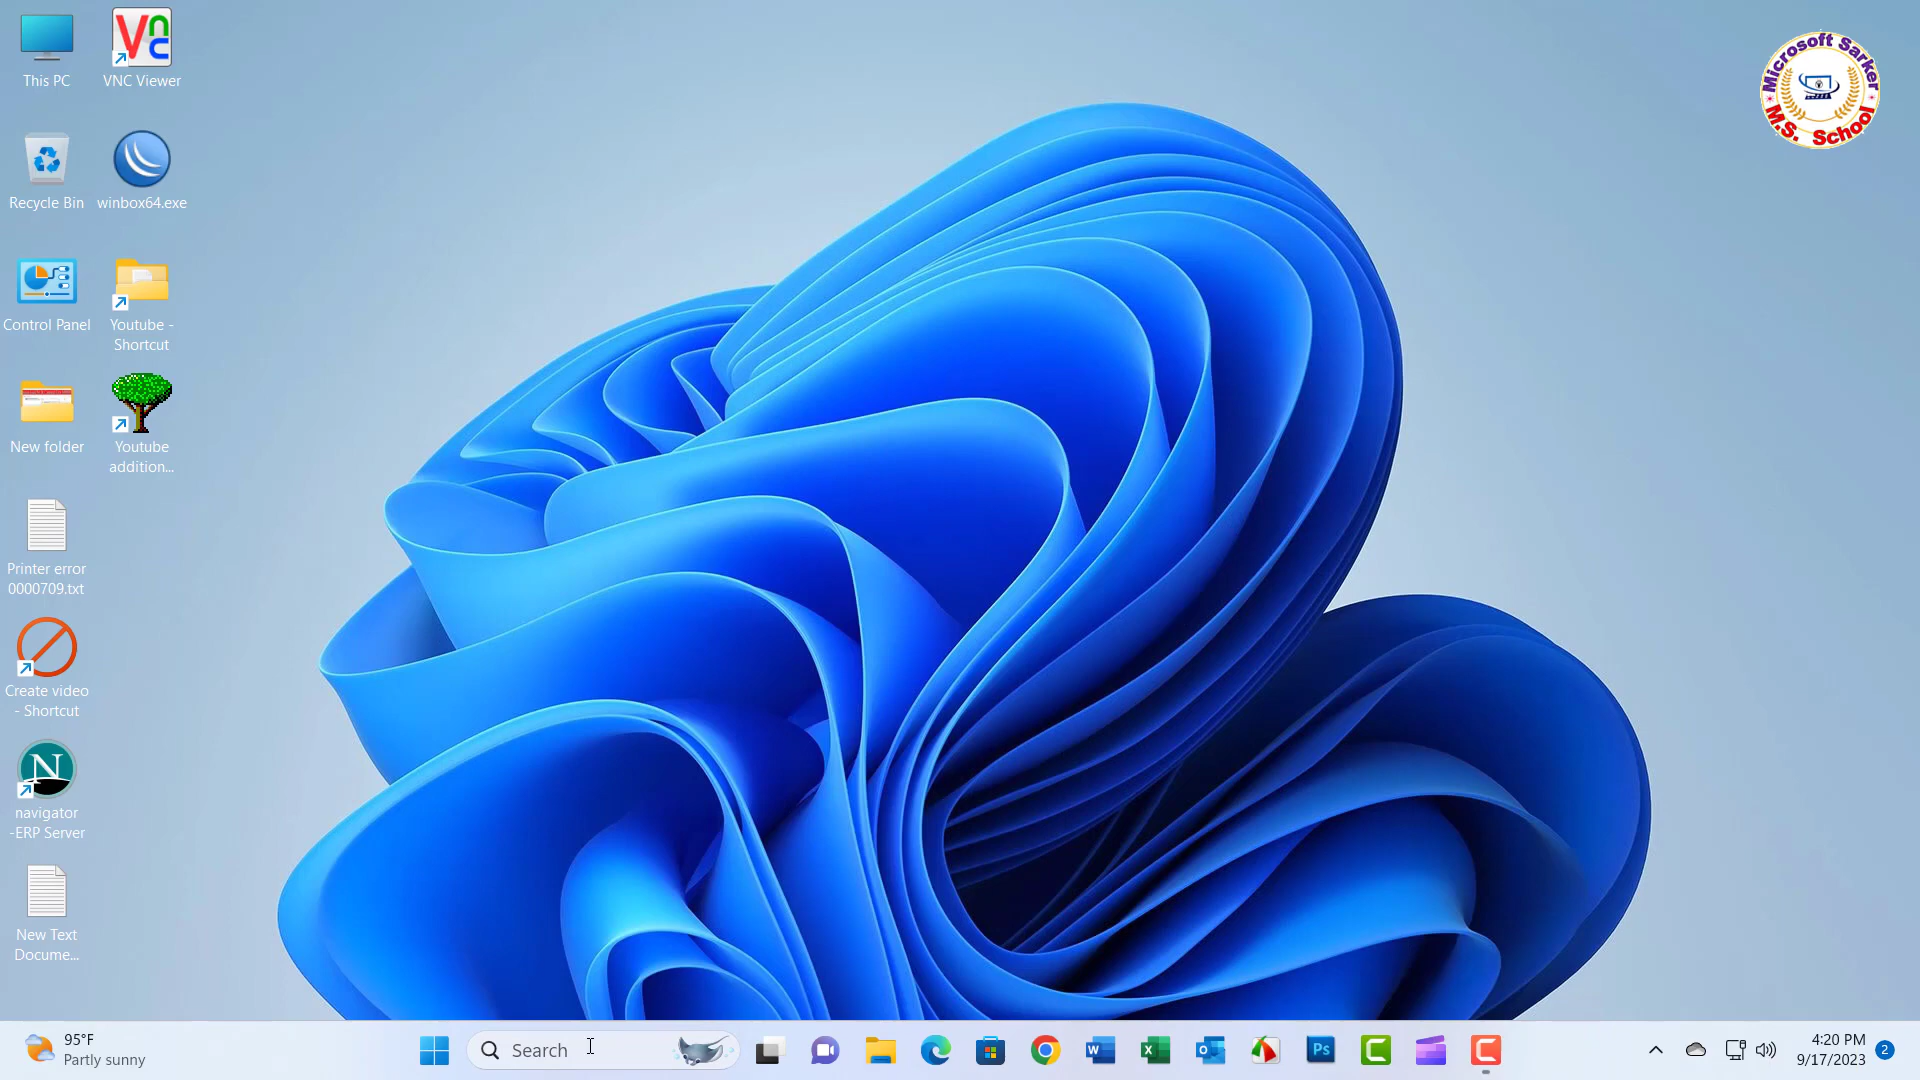 This PC
VNC Viewer
Recycle Bin
winbox64.exe
Control Panel
Youtube -
Shortcut
New folder
Youtube
addition...
Printer error
0000709.txt
Create video
- Shortcut
navigator
-ERP Server
New Text
Docume...
Microsoft Sarker
M.S. School
95°F
Partly sunny
Search
4:20 PM
9/17/2023
2